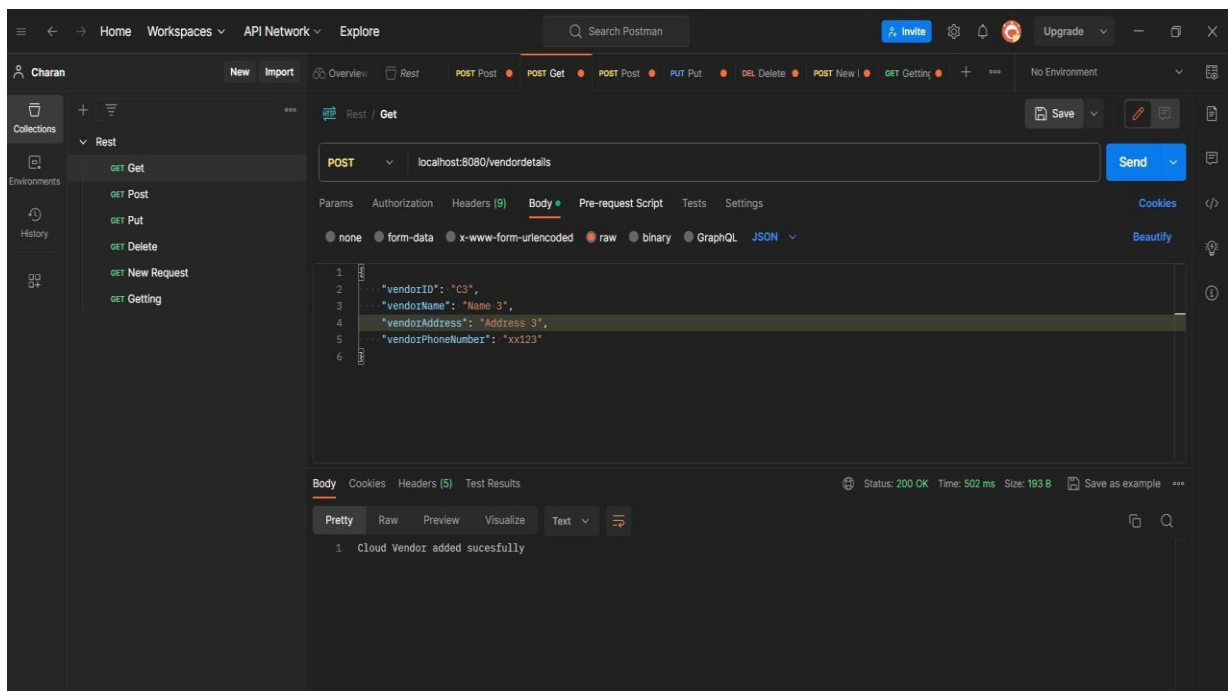 Home Workspaces API Network Explore Search Postman Invite Upgrade
Charan New Import Overview Rest POST Post POST Get POST Post PUT Put DEL Delete POST New GET Getting No Environment
Collections
Environments
History
Rest
GET Get
GET Post
GET Put
GET Delete
GET New Request
GET Getting
HTTP Rest / Get Save
POST localhost:8080/vendordetails Send
Params Authorization Headers (9) Body Pre-request Script Tests Settings Cookies
none form-data x-www-form-urlencoded raw binary GraphQL JSON Beautify
1 {
2 "vendorID": "C3",
3 "vendorName": "Name 3",
4 "vendorAddress": "Address 3",
5 "vendorPhoneNumber": "xx123"
6 }
Body Cookies Headers (5) Test Results Status: 200 OK Time: 502 ms Size: 193 B Save as example
Pretty Raw Preview Visualize Text
1 Cloud Vendor added sucesfully